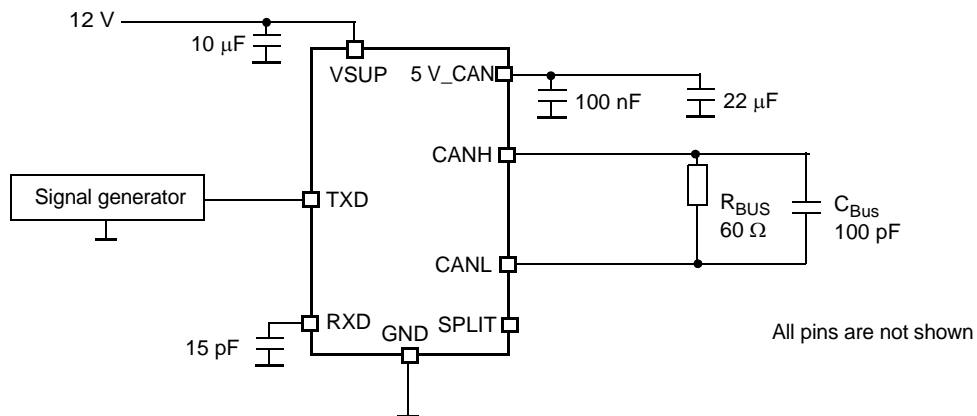 12 V
10 μF
VSUP
5 V_CAN
100 nF
22 μF
CANH
Signal generator
TXD
R_BUS
60 Ω
C_Bus
100 pF
CANL
RXD
GND
SPLIT
15 pF
All pins are not shown